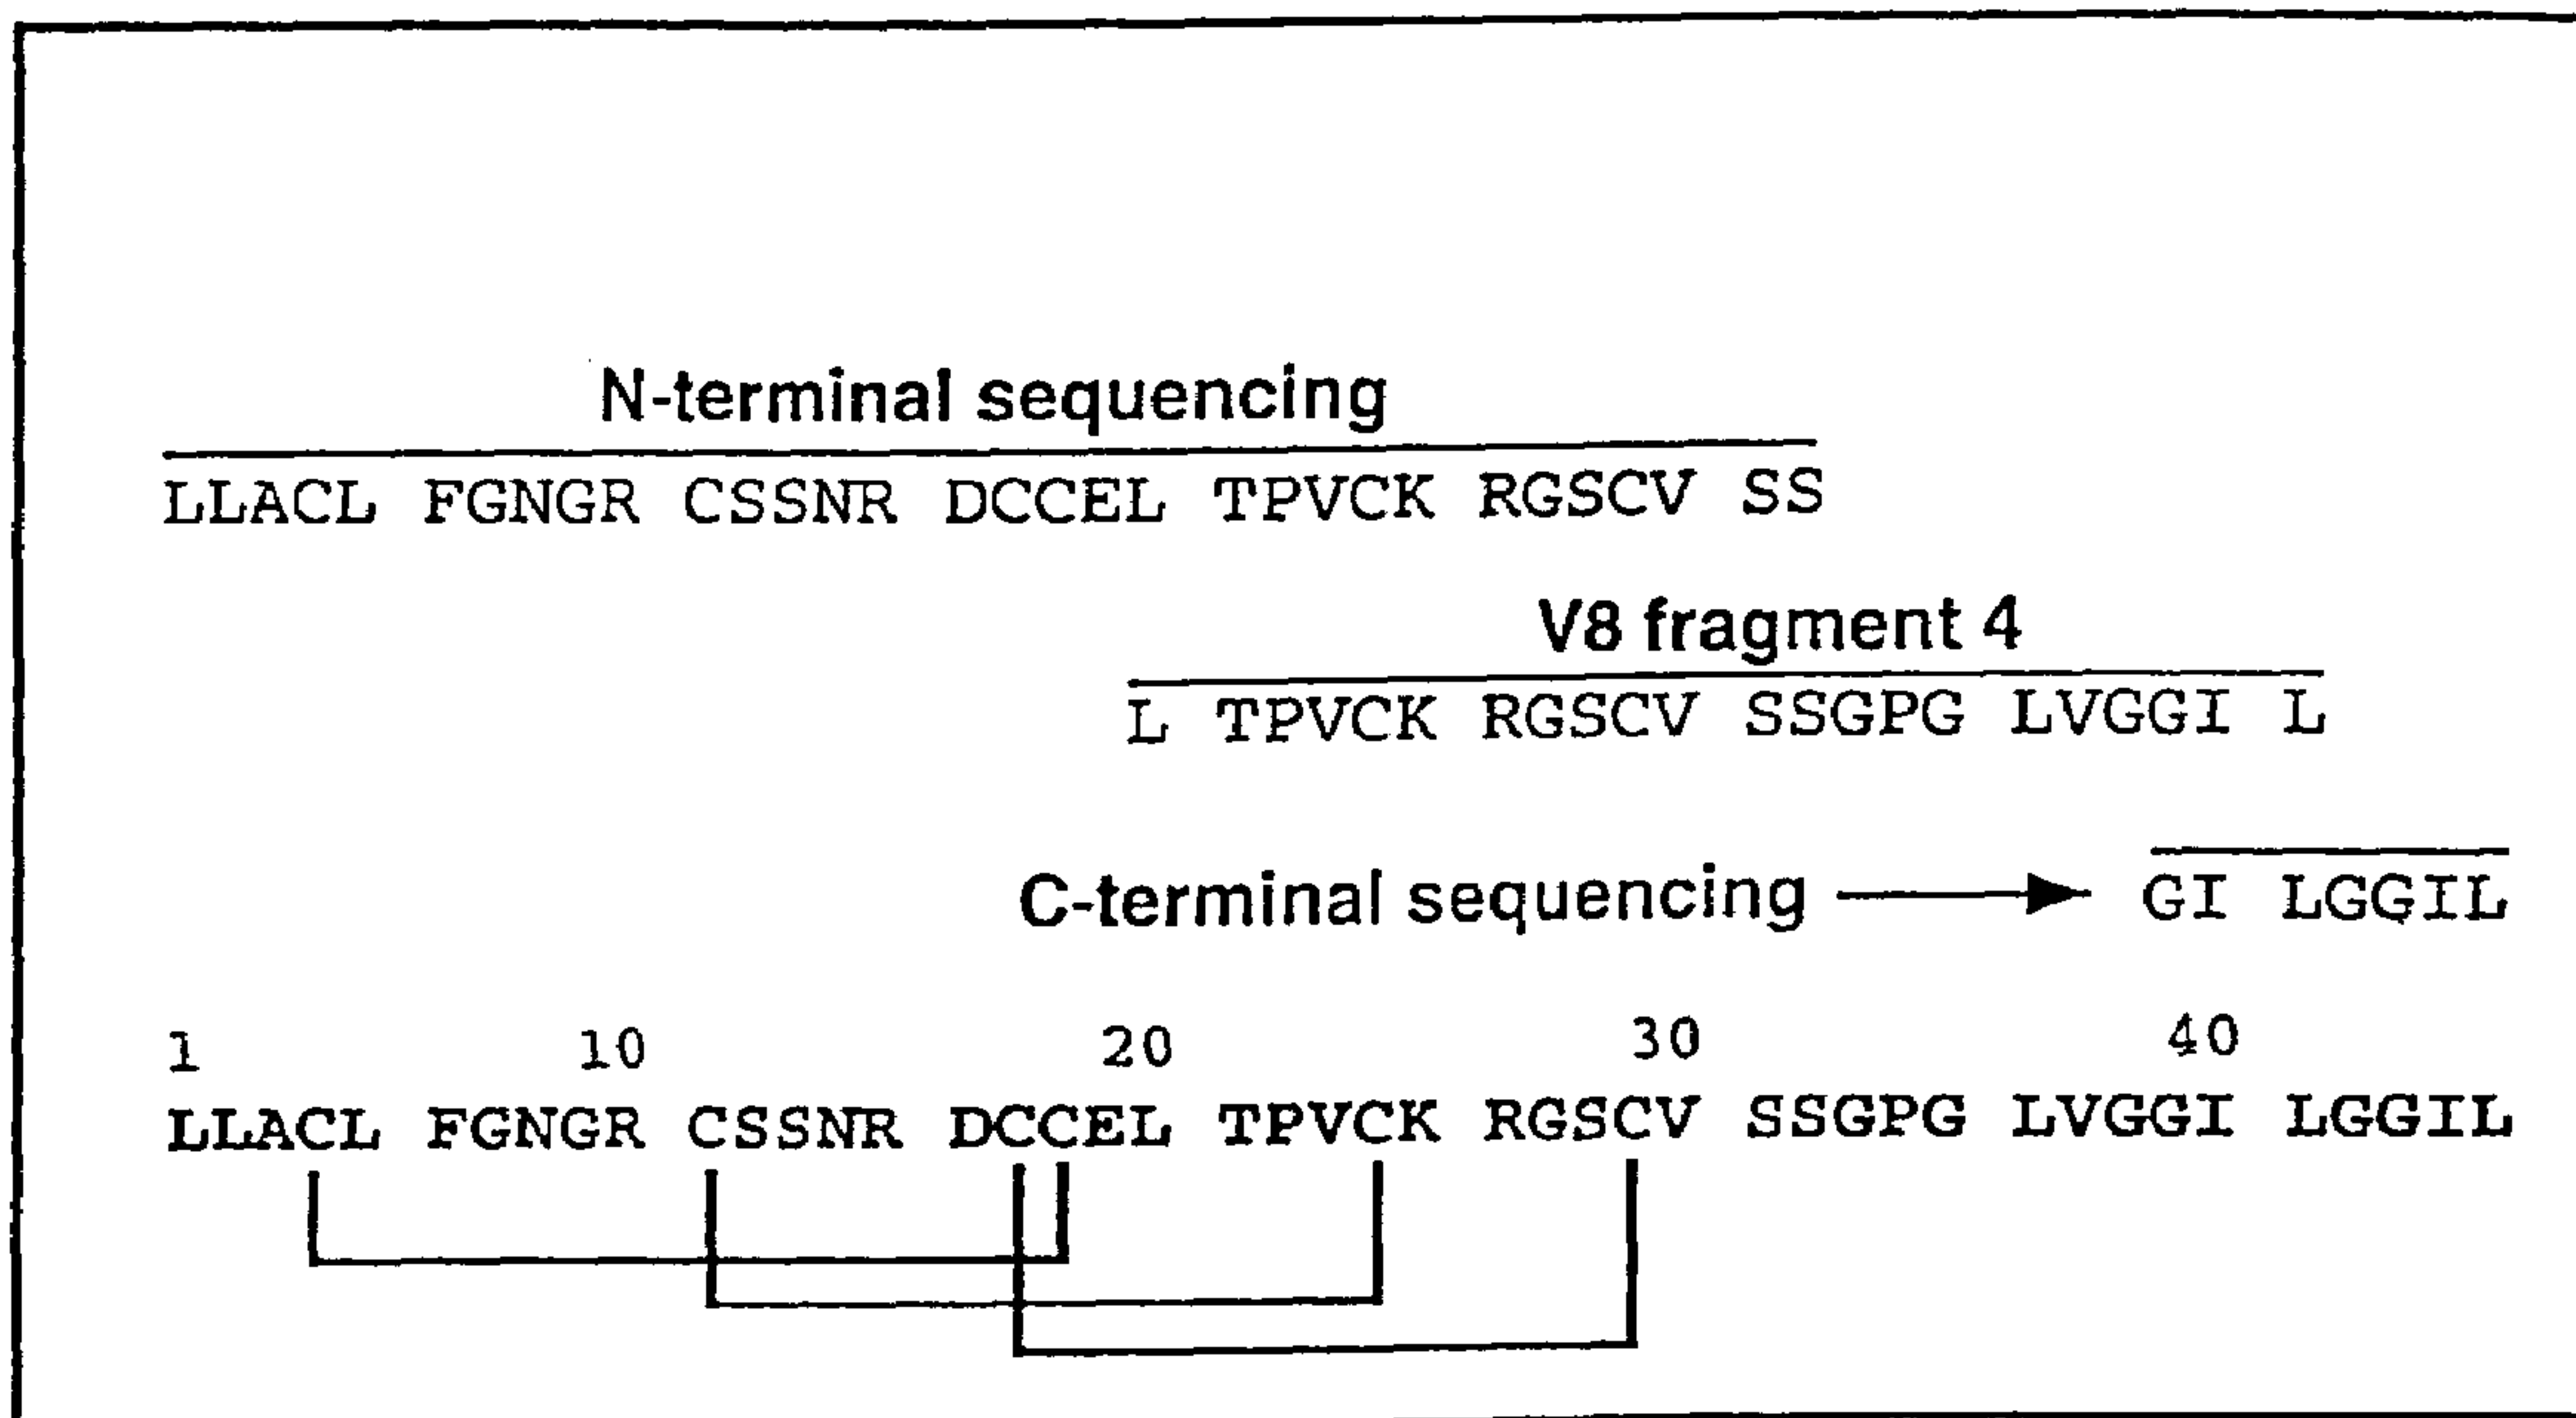 N-terminal sequencing
LLACL FGNGR CSSNR DCCEL TPVCK RGSCV SS
V8 fragment 4
L TPVCK RGSCV SSGPG LVGGI L
C-terminal sequencing GI LGGIL
1 10 20 30 40
LLACL FGNGR CSSNR DCCEL TPVCK RGSCV SSGPG LVGGI LGGIL